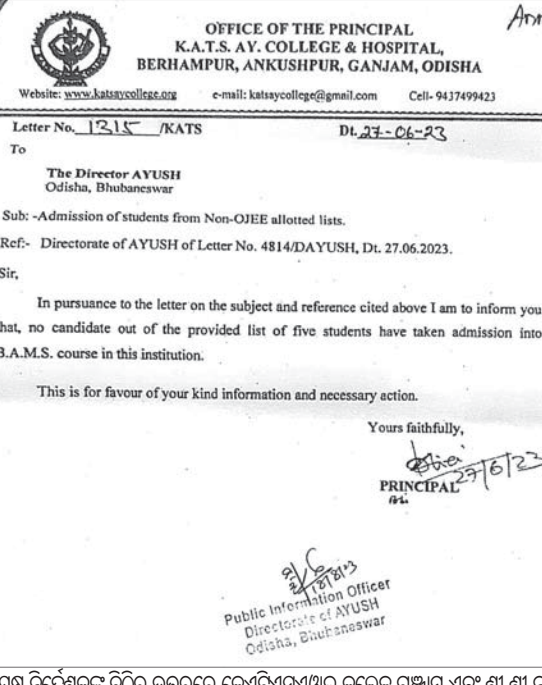 Ann
OFFICE OF THE PRINCIPAL
K.A.T.S. AY. COLLEGE & HOSPITAL,
BERHAMPUR, ANKUSHPUR, GANJAM, ODISHA
Website: www.katsaycollege.org e-mail: katsaycollege@gmail.com Cell- 9437499423
Letter No. 1315 /KATS Dt. 27-06-23
To
The Director AYUSH
Odisha, Bhubaneswar
Sub: -Admission of students from Non-OJEE allotted lists.
Ref:- Directorate of AYUSH of Letter No. 4814/DAYUSH, Dt. 27.06.2023.
Sir,
In pursuance to the letter on the subject and reference cited above I am to inform you
hat, no candidate out of the provided list of five students have taken admission into
B.A.M.S. course in this institution.
This is for favour of your kind information and necessary action.
Yours faithfully,
27/6/23
PRINCIPAL
Public Information Officer
Directorate of AYUSH
Odisha, Bhubaneswar